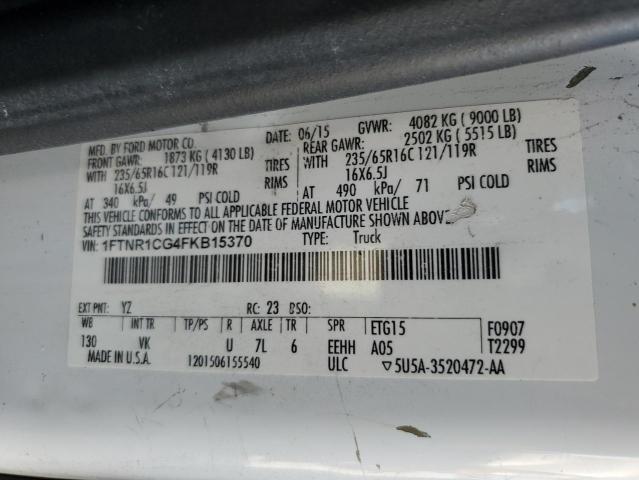 MFD. BY FORD MOTOR CO. DATE: 06/15 GVWR: 4082 KG ( 9000 LB)
FRONT GAWR: 1873 KG ( 4130 LB) REAR GAWR: 2502 KG ( 5515 LB)
WITH 235/65R16C 121/119R TIRES WITH 235/65R16C 121/119R TIRES
16X6.5J RIMS 16X6.5J RIMS
AT 340 kPa/ 49 PSI COLD AT 490 kPa/ 71 PSI COLD
THIS VEHICLE CONFORMS TO ALL APPLICABLE FEDERAL MOTOR VEHICLE
SAFETY STANDARDS IN EFFECT ON THE DATE OF MANUFACTURE SHOWN ABOVE
VIN: 1FTNR1CG4FKB15370 TYPE: Truck
EXT PNT: YZ RC: 23 DSO:
WB INT TR TP/PS R AXLE TR SPR ETG15 F0907
130 VK U 7L 6 EEHH A05 T2299
MADE IN U.S.A. 1201506155540 ULC ▽5U5A-3520472-AA